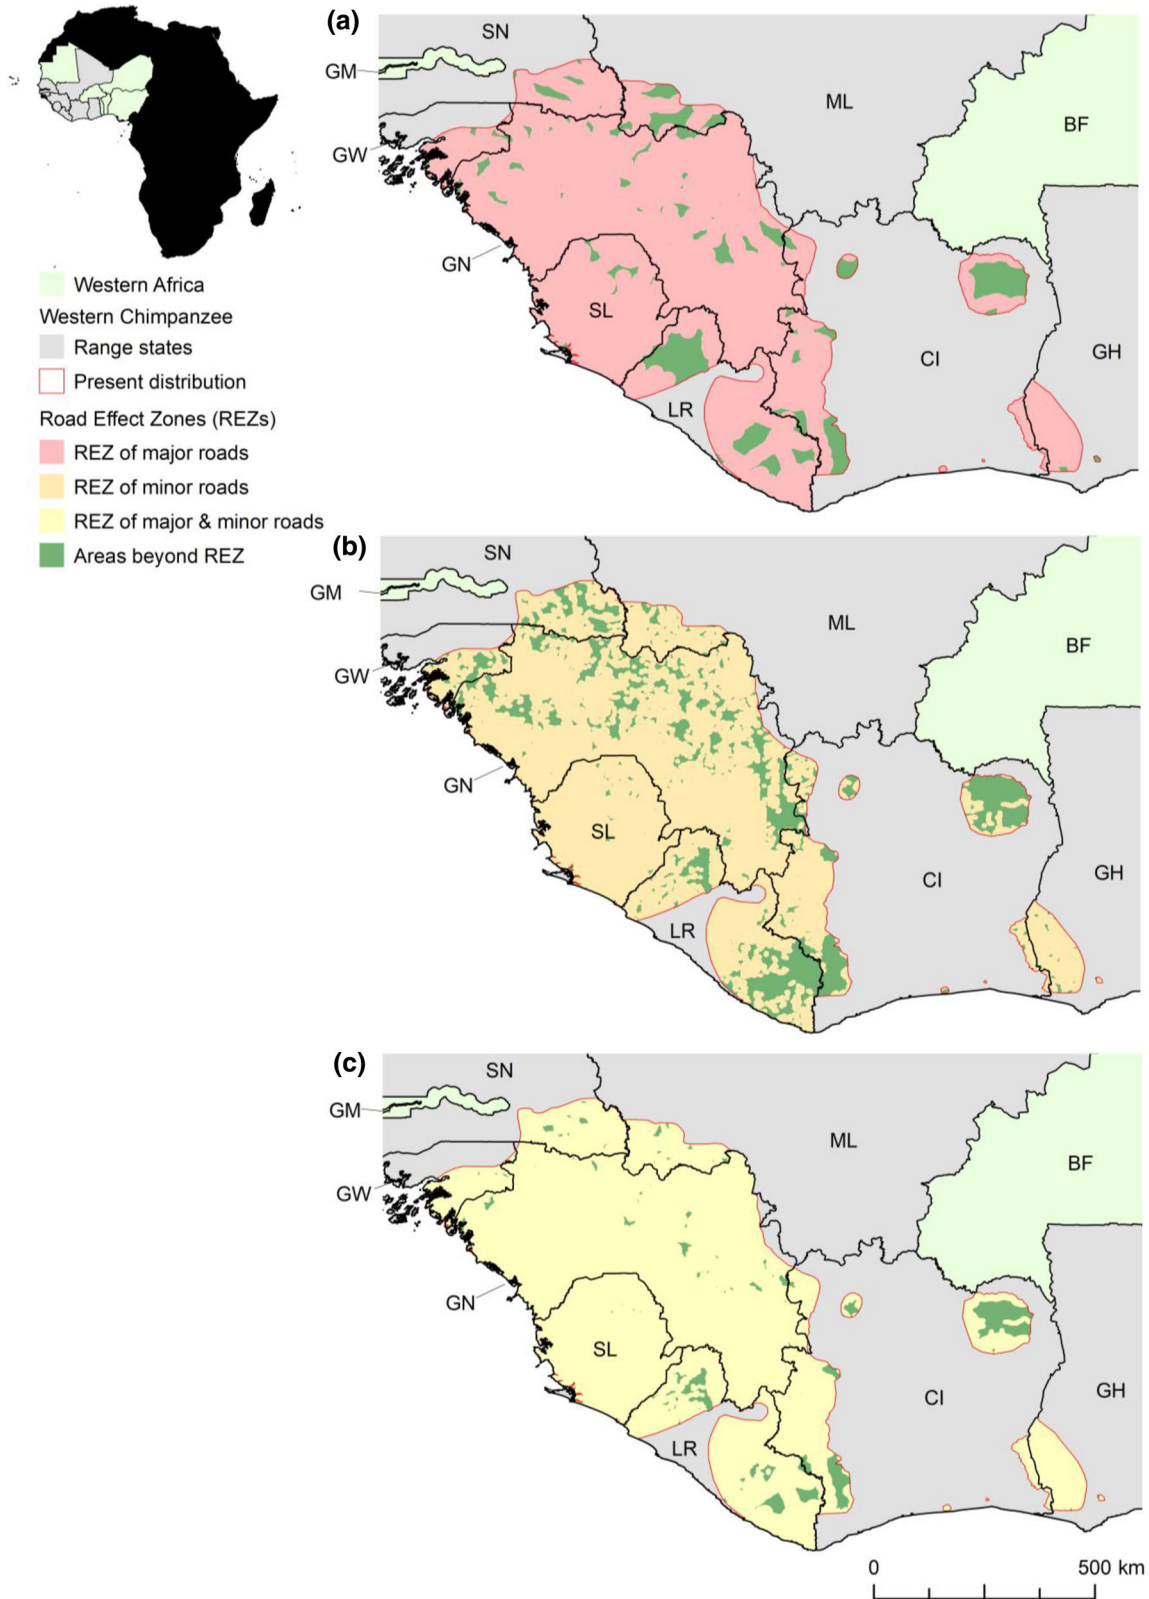 (a)
SN
GM
ML
BF
GW
GN
SL
CI
GH
LR
Western Africa
Western Chimpanzee
Range states
Present distribution
Road Effect Zones (REZs)
REZ of major roads
REZ of minor roads
REZ of major & minor roads
Areas beyond REZ
(b)
SN
GM
ML
BF
GW
GN
SL
CI
GH
LR
(c)
SN
GM
ML
BF
GW
GN
SL
CI
GH
LR
0 500 km